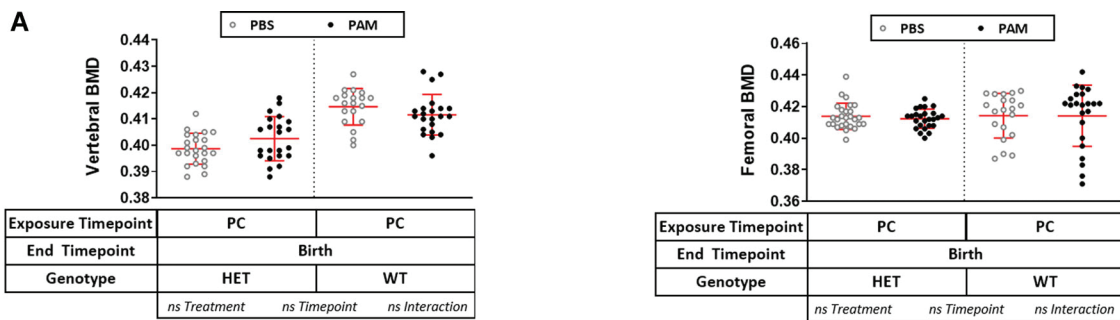 A
PBS PAM
Vertebral BMD
0.44
0.43
0.42
0.41
0.40
0.39
0.38
Exposure Timepoint PC PC
End Timepoint Birth
Genotype HET WT
ns Treatment ns Timepoint ns Interaction
PBS PAM
Femoral BMD
0.46
0.44
0.42
0.40
0.38
0.36
Exposure Timepoint PC PC
End Timepoint Birth
Genotype HET WT
ns Treatment ns Timepoint ns Interaction